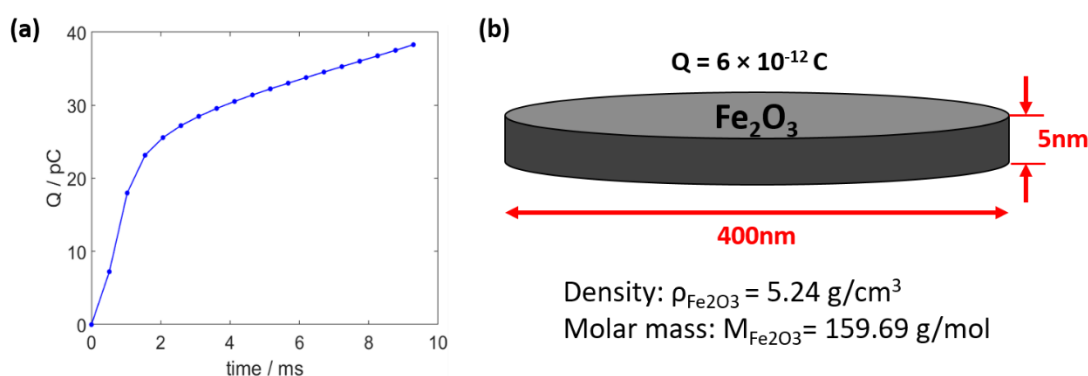 (a)
40
30
20
10
0
Q / pC
0 2 4 6 8 10
time / ms
(b)
Q = 6 × 10⁻¹² C
Fe₂O₃
5nm
400nm
Density: ρFe2O3 = 5.24 g/cm³
Molar mass: MFe2O3= 159.69 g/mol